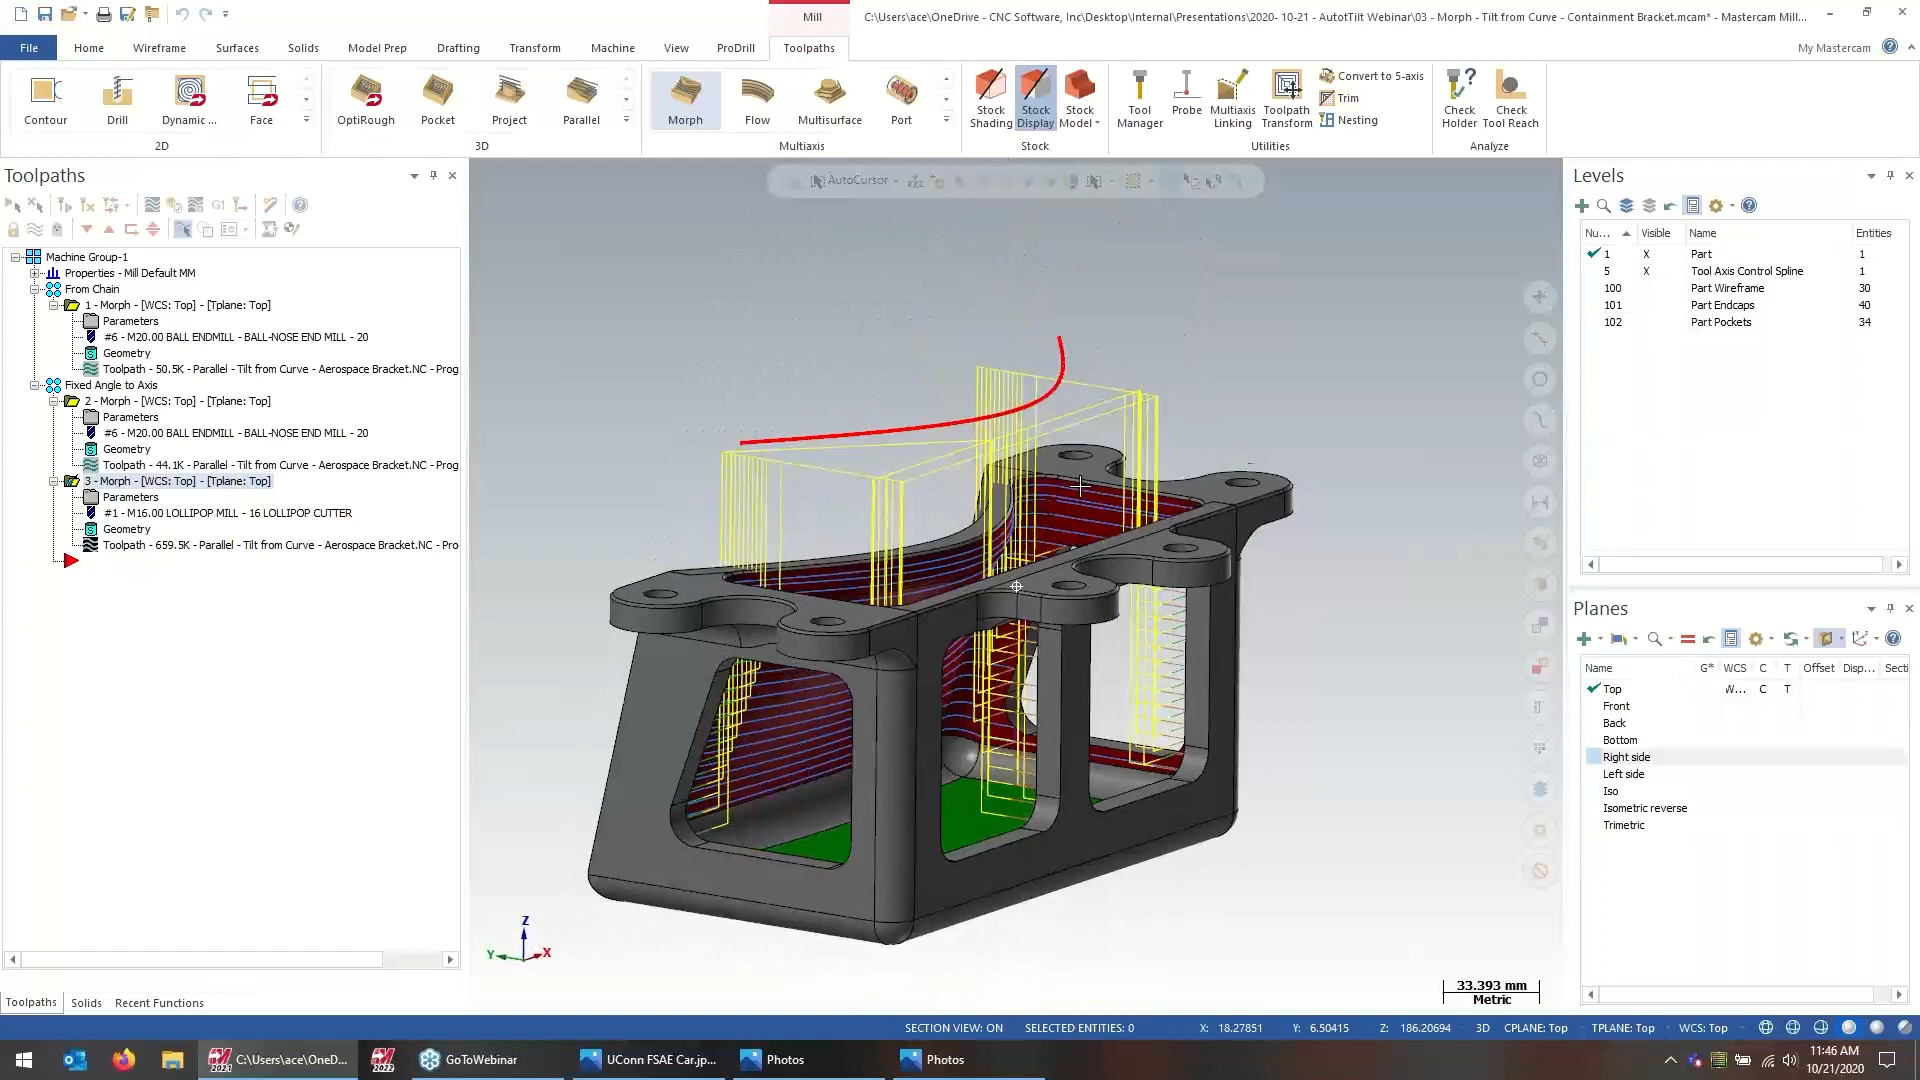 Mill
C:\Users\ace\OneDrive - CNC Software, Inc\Desktop\Internal\Presentations\2020- 10-21 - AutotTilt Webinar\03 - Morph - Tilt from Curve - Containment Bracket.mcam* - Mastercam Mill...
File Home Wireframe Surfaces Solids Model Prep Drafting Transform Machine View ProDrill Toolpaths My Mastercam
Contour Drill Dynamic ... Face
2D
OptiRough Pocket Project Parallel
3D
Morph Flow Multisurface Port
Multiaxis
Stock Shading
Stock Display
Stock Model
Stock
Tool Manager
Probe
Multiaxis Linking
Toolpath Transform
Convert to 5-axis
Trim
Nesting
Utilities
Check Holder
Check Tool Reach
Analyze
Toolpaths
G1
Machine Group-1
Properties - Mill Default MM
From Chain
1 - Morph - [WCS: Top] - [Tplane: Top]
Parameters
#6 - M20.00 BALL ENDMILL - BALL-NOSE END MILL - 20
Geometry
Toolpath - 50.5K - Parallel - Tilt from Curve - Aerospace Bracket.NC - Prog
Fixed Angle to Axis
2 - Morph - [WCS: Top] - [Tplane: Top]
Parameters
#6 - M20.00 BALL ENDMILL - BALL-NOSE END MILL - 20
Geometry
Toolpath - 44.1K - Parallel - Tilt from Curve - Aerospace Bracket.NC - Prog
3 - Morph - [WCS: Top] - [Tplane: Top]
Parameters
#1 - M16.00 LOLLIPOP MILL - 16 LOLLIPOP CUTTER
Geometry
Toolpath - 659.5K - Parallel - Tilt from Curve - Aerospace Bracket.NC - Pro
Toolpaths Solids Recent Functions
AutoCursor
Z
Y X
33.393 mm
Metric
Levels
Nu... Visible Name Entities
1 X Part 1
5 X Tool Axis Control Spline 1
100 Part Wireframe 30
101 Part Endcaps 40
102 Part Pockets 34
Planes
Name G* WCS C T Offset Disp... Secti
Top W... C T
Front
Back
Bottom
Right side
Left side
Iso
Isometric reverse
Trimetric
SECTION VIEW: ON SELECTED ENTITIES: 0 X: 18.27851 Y: 6.50415 Z: 186.20694 3D CPLANE: Top TPLANE: Top WCS: Top
2021 C:\Users\ace\OneD... 2022 GoToWebinar UConn FSAE Car.jp... Photos Photos
11:46 AM
10/21/2020